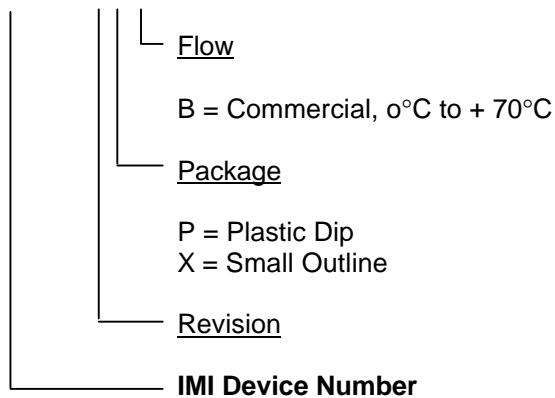 Flow
B = Commercial, o°C to + 70°C
Package
P = Plastic Dip
X = Small Outline
Revision
IMI Device Number